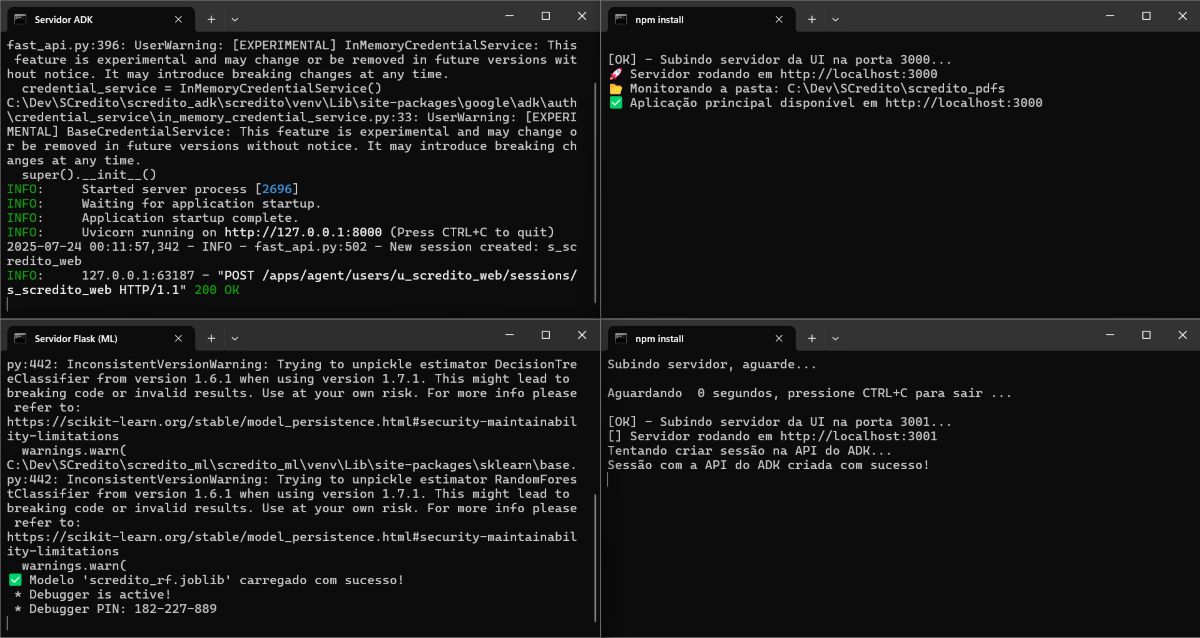 Servidor ADK
fast_api.py:396: UserWarning: [EXPERIMENTAL] InMemoryCredentialService: This
 feature is experimental and may change or be removed in future versions wit
hout notice. It may introduce breaking changes at any time.
  credential_service = InMemoryCredentialService()
C:\Dev\SCredito\scredito_adk\scredito\venv\Lib\site-packages\google\adk\auth
\credential_service\in_memory_credential_service.py:33: UserWarning: [EXPERI
MENTAL] BaseCredentialService: This feature is experimental and may change o
r be removed in future versions without notice. It may introduce breaking ch
anges at any time.
  super().__init__()
INFO:     Started server process [2696]
INFO:     Waiting for application startup.
INFO:     Application startup complete.
INFO:     Uvicorn running on http://127.0.0.1:8000 (Press CTRL+C to quit)
2025-07-24 00:11:57,342 - INFO - fast_api.py:502 - New session created: s_sc
redito_web
INFO:     127.0.0.1:63187 - "POST /apps/agent/users/u_scredito_web/sessions/
s_scredito_web HTTP/1.1" 200 OK
npm install
[OK] - Subindo servidor da UI na porta 3000...
🚀 Servidor rodando em http://localhost:3000
📂 Monitorando a pasta: C:\Dev\SCredito\scredito_pdfs
✅ Aplicação principal disponível em http://localhost:3000
Servidor Flask (ML)
py:442: InconsistentVersionWarning: Trying to unpickle estimator DecisionTre
eClassifier from version 1.6.1 when using version 1.7.1. This might lead to
breaking code or invalid results. Use at your own risk. For more info please
 refer to:
https://scikit-learn.org/stable/model_persistence.html#security-maintainabil
ity-limitations
  warnings.warn(
C:\Dev\SCredito\scredito_ml\scredito_ml\venv\Lib\site-packages\sklearn\base.
py:442: InconsistentVersionWarning: Trying to unpickle estimator RandomFores
tClassifier from version 1.6.1 when using version 1.7.1. This might lead to
breaking code or invalid results. Use at your own risk. For more info please
 refer to:
https://scikit-learn.org/stable/model_persistence.html#security-maintainabil
ity-limitations
  warnings.warn(
✅ Modelo 'scredito_rf.joblib' carregado com sucesso!
 * Debugger is active!
 * Debugger PIN: 182-227-889
npm install
Subindo servidor, aguarde...
Aguardando  0 segundos, pressione CTRL+C para sair ...
[OK] - Subindo servidor da UI na porta 3001...
[] Servidor rodando em http://localhost:3001
Tentando criar sessão na API do ADK...
Sessão com a API do ADK criada com sucesso!